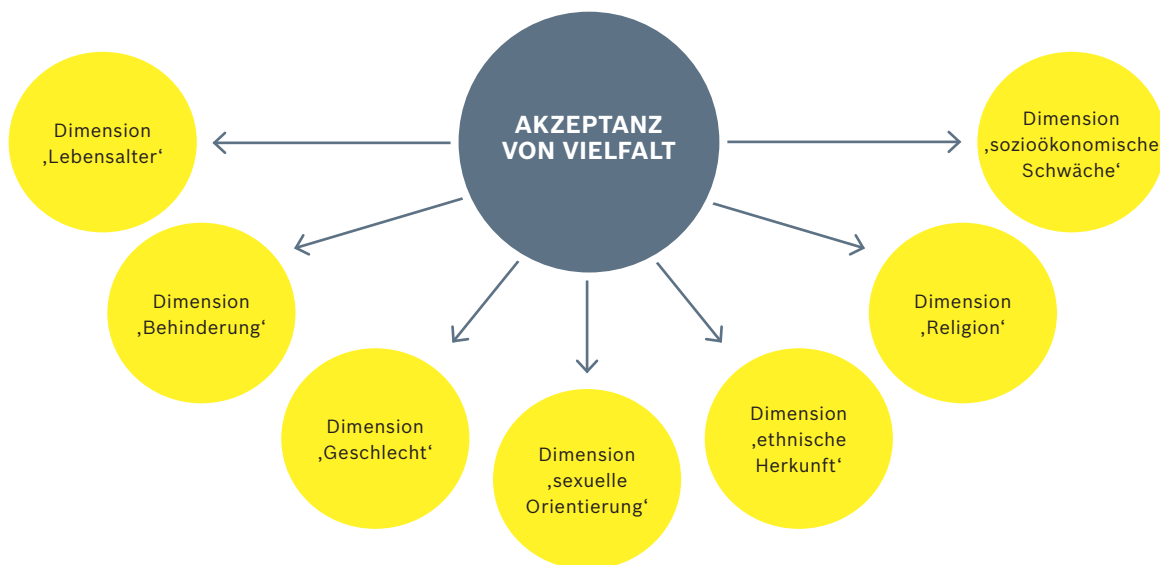 AKZEPTANZ
VON VIELFALT
Dimension
‚Lebensalter‘
Dimension
‚Behinderung‘
Dimension
‚Geschlecht‘
Dimension
‚sexuelle
Orientierung‘
Dimension
‚ethnische
Herkunft‘
Dimension
‚Religion‘
Dimension
‚sozioökonomische
Schwäche‘